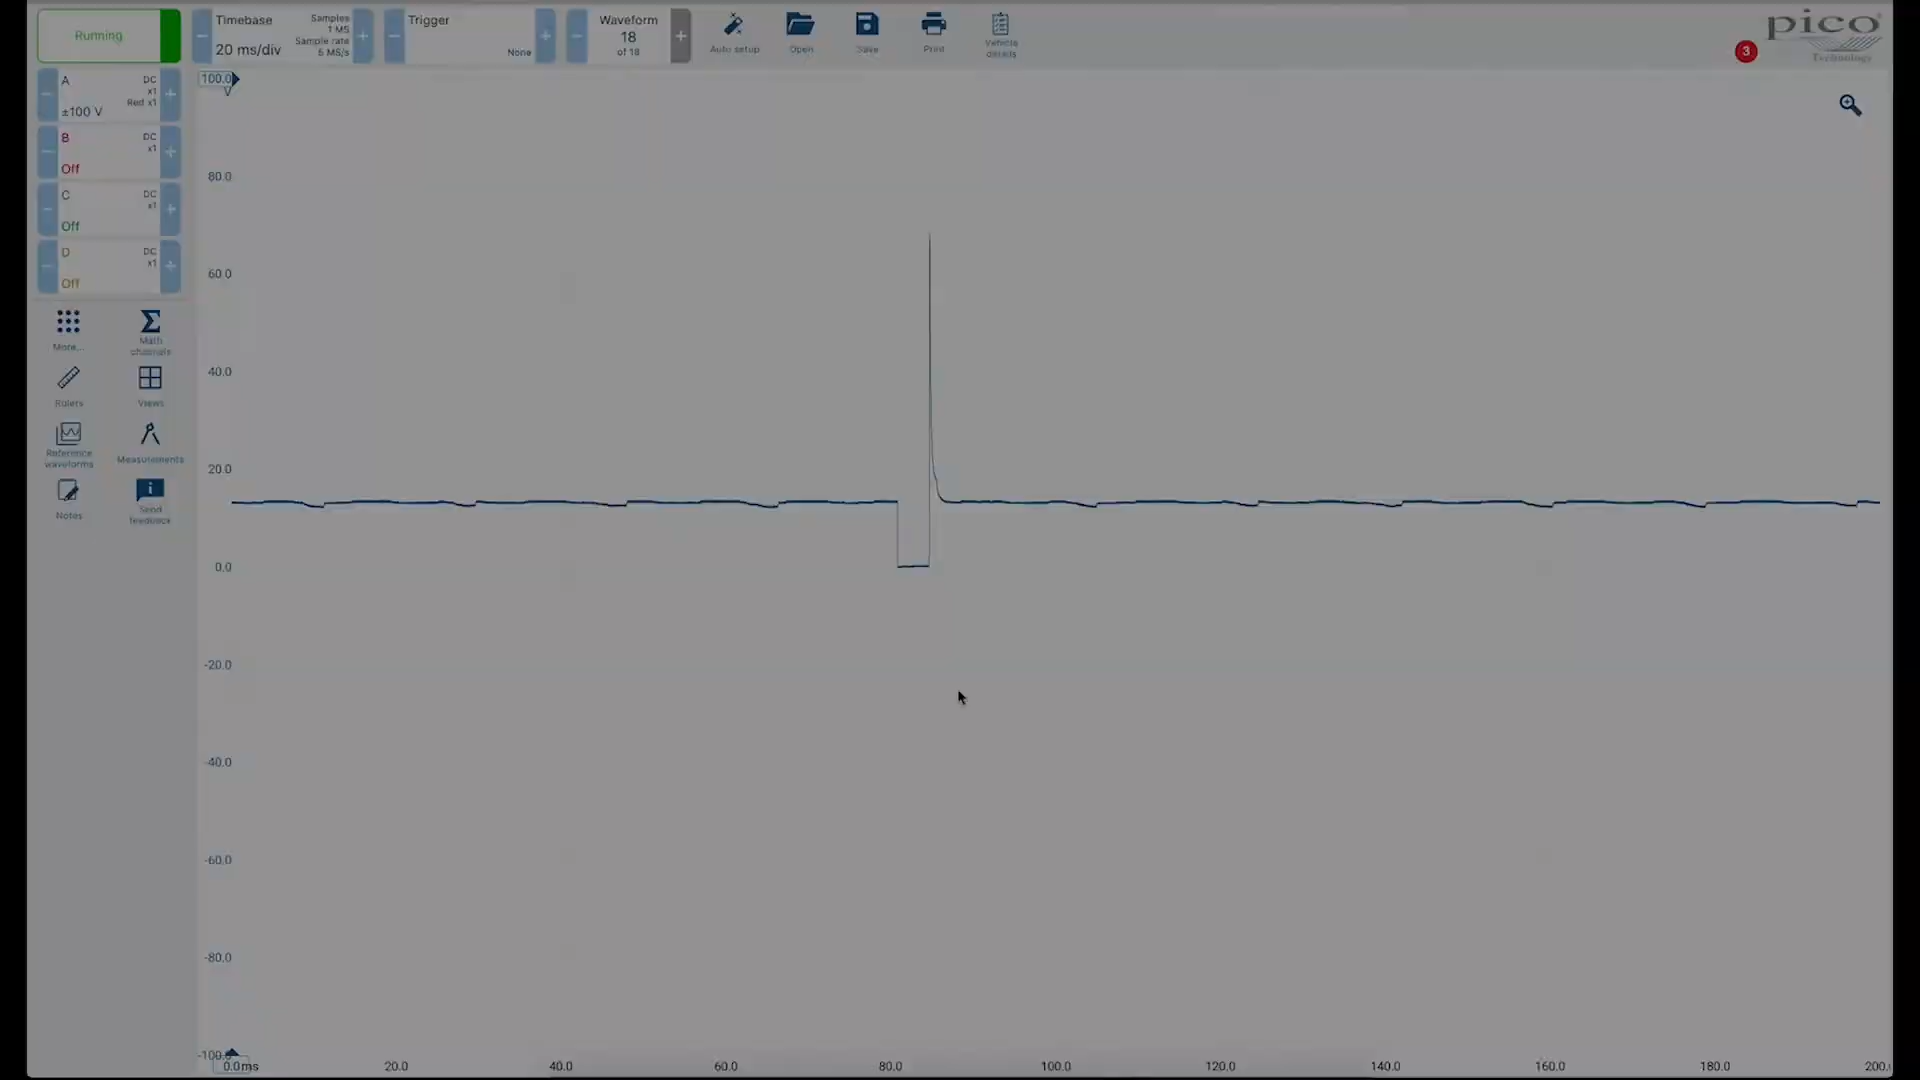 Running
Timebase
20 ms/div
Samples
1 MS
Sample rate
5 MS/s
Trigger
None
Waveform
18
of 18
Auto setup
Open
Save
Print
Vehicle
details
3
pico
Technology
A
±100 V
DC
x1
Red x1
B
Off
DC
x1
C
Off
DC
x1
D
Off
DC
x1
More...
Math
channels
Rulers
Views
Reference
waveforms
Measurements
Notes
Send
feedback
100.0
V
80.0
60.0
40.0
20.0
0.0
-20.0
-40.0
-60.0
-80.0
-100.0
0.0ms
20.0
40.0
60.0
80.0
100.0
120.0
140.0
160.0
180.0
200.